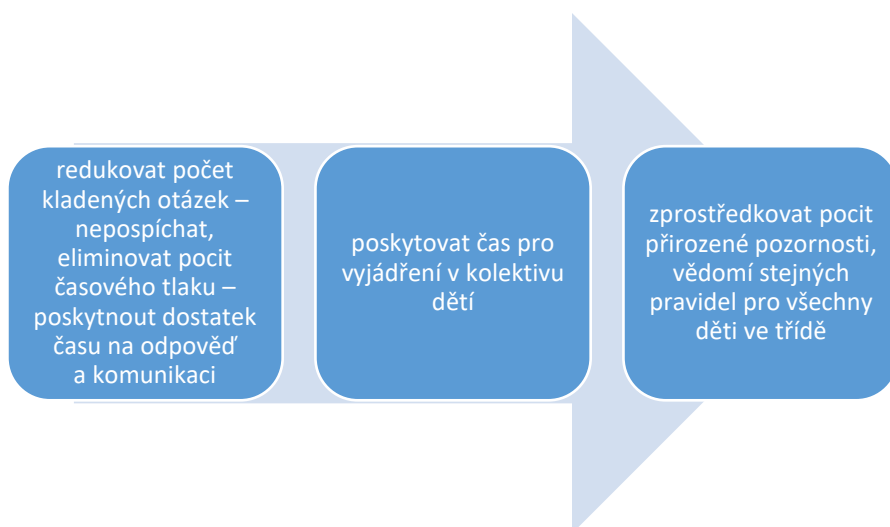 redukovat počet
kladených otázek –
nepospíchat,
eliminovat pocit
časového tlaku –
poskytnout dostatek
času na odpověď
a komunikaci
poskytovat čas pro
vyjádření v kolektivu
dětí
zprostředkovat pocit
přirozené pozornosti,
vědomí stejných
pravidel pro všechny
děti ve třídě